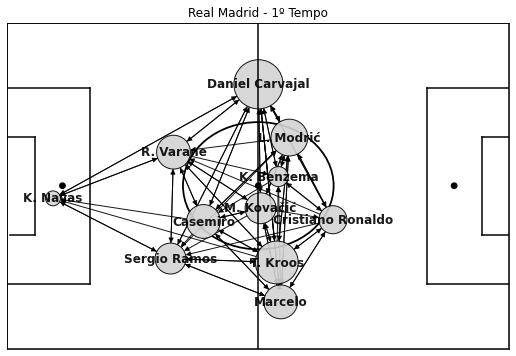 Real Madrid - 1º Tempo
Daniel Carvajal
L. Modrić
R. Varane
K. Benzema
K. Navas
M. Kovačić
Casemiro
Cristiano Ronaldo
Sergio Ramos
T. Kroos
Marcelo